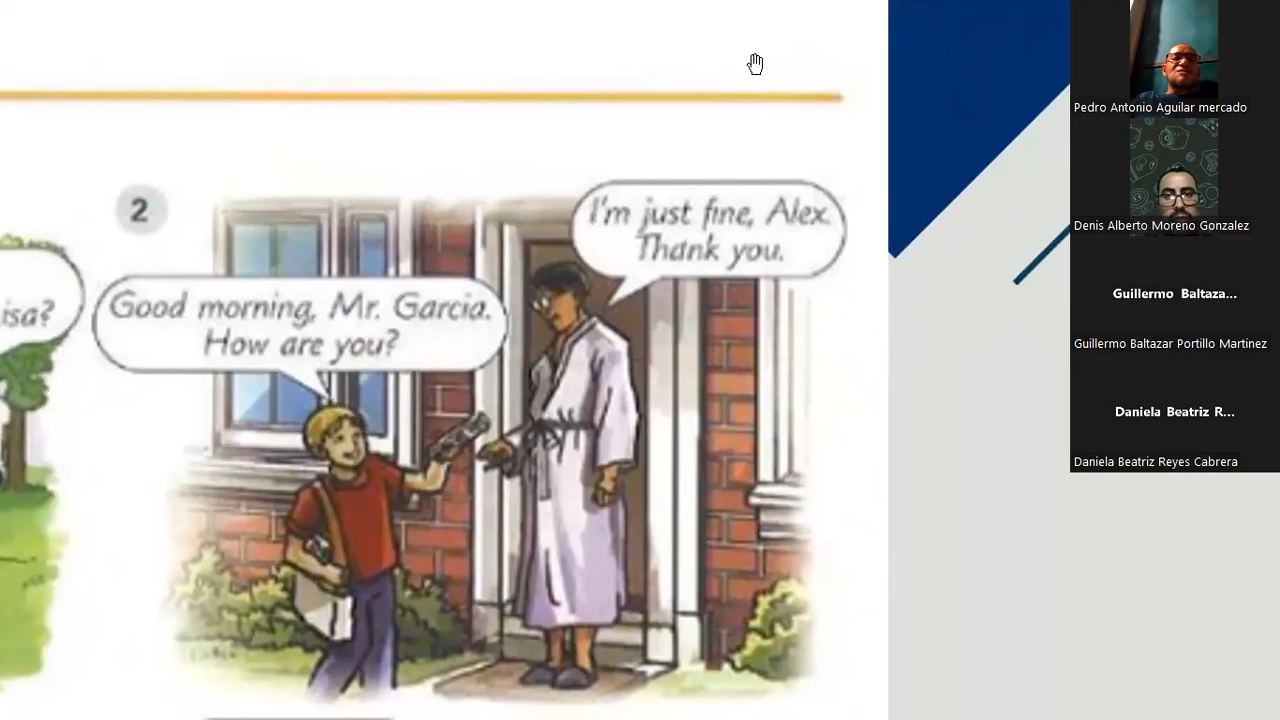 2
isa?
Good morning, Mr. Garcia.
How are you?
I'm just fine, Alex.
Thank you.
Pedro Antonio Aguilar mercado
Denis Alberto Moreno Gonzalez
Guillermo Baltaza...
Guillermo Baltazar Portillo Martinez
Daniela Beatriz R...
Daniela Beatriz Reyes Cabrera